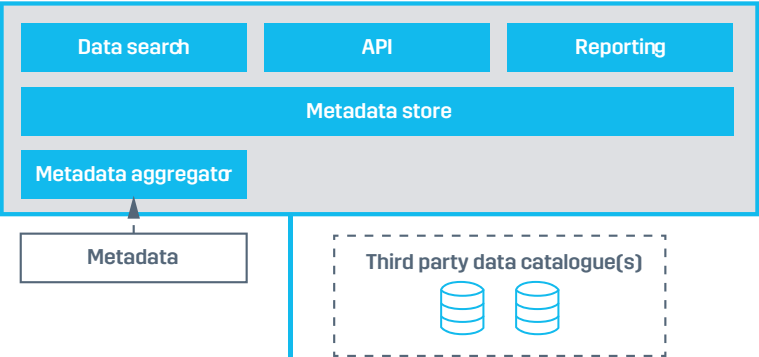 Data search
API
Reporting
Metadata store
Metadata aggregator
Metadata
Third party data catalogue(s)